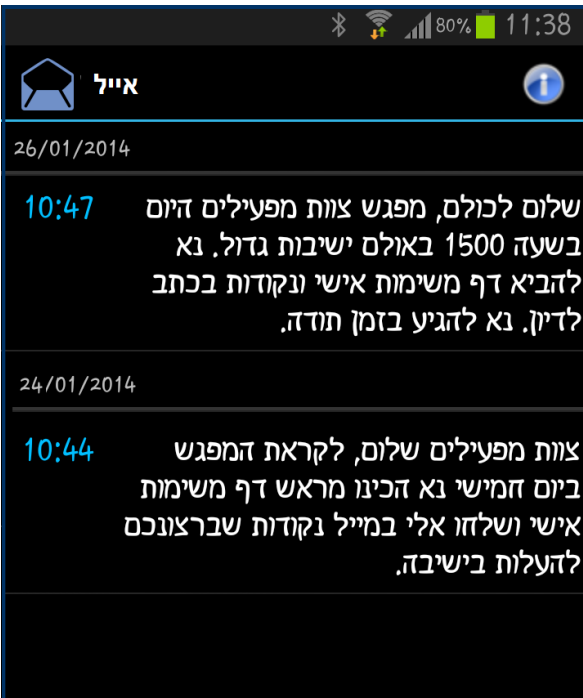 80% 11:38
אייל
26/01/2014
10:47
שלום לכולם, מפגש צוות מפעילים היום
בשעה 1500 באולם ישיבות גדול. נא
להביא דף משימות אישי ונקודות בכתב
לדיון. נא להגיע בזמן תודה.
24/01/2014
10:44
צוות מפעילים שלום, לקראת המפגש
ביום חמישי נא הכינו מראש דף משימות
אישי ושלחו אלי במייל נקודות שברצונכם
להעלות בישיבה.